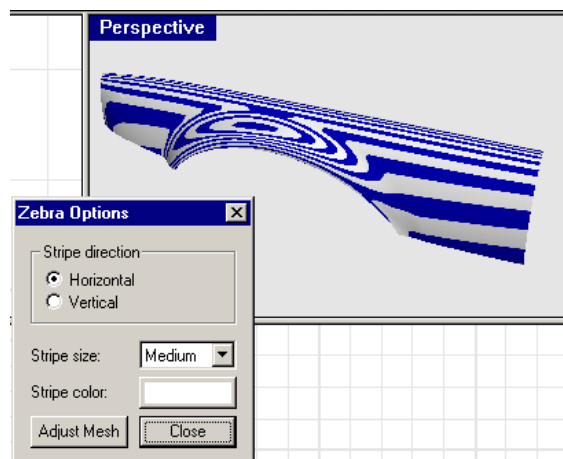 Perspective
Zebra Options
Stripe direction
Horizontal
Vertical
Stripe size: Medium
Stripe color:
Adjust Mesh Close